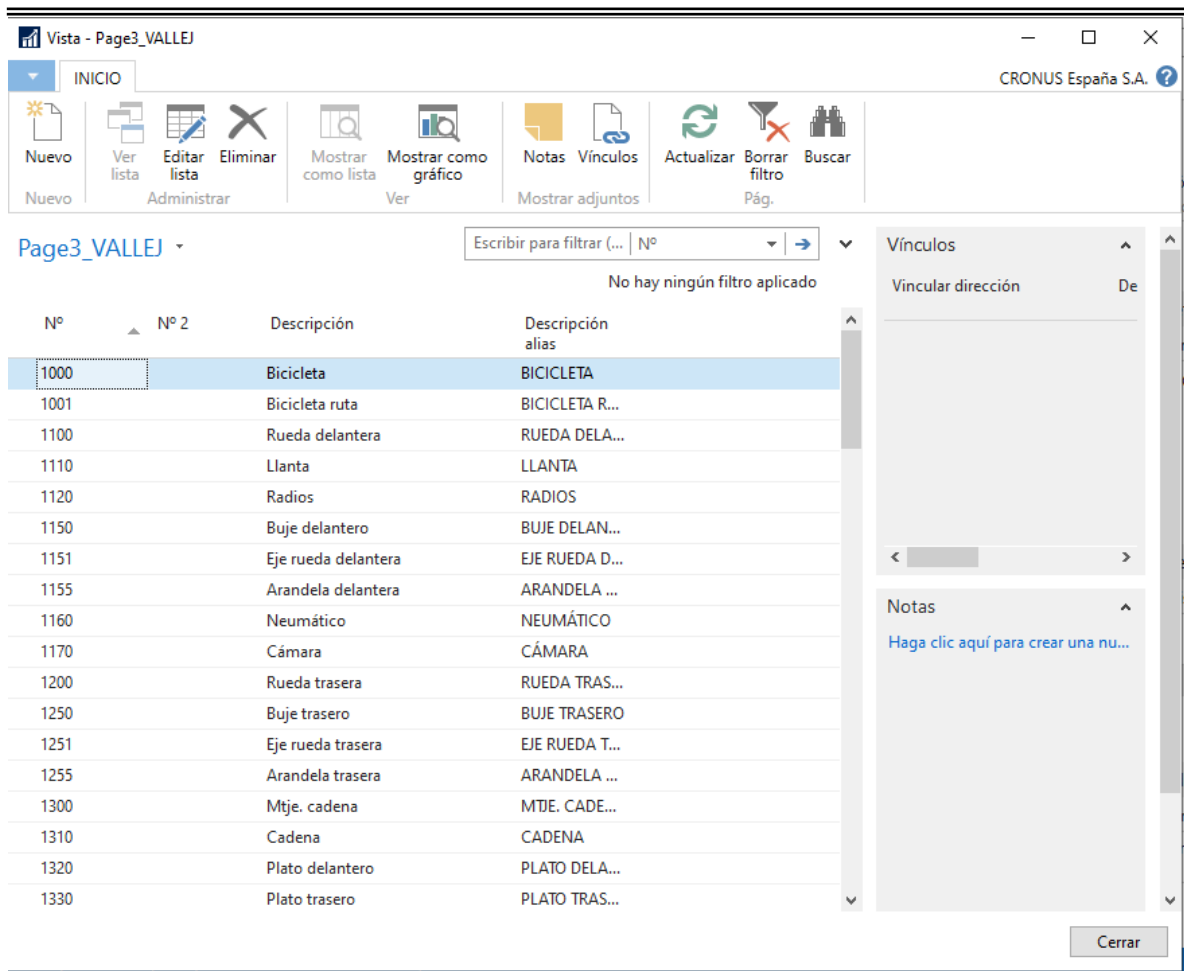 Vista - Page3_VALLEJ
INICIO
CRONUS España S.A.
Nuevo
Ver lista
Editar lista
Eliminar
Mostrar como lista
Mostrar como gráfico
Notas
Vínculos
Actualizar
Borrar filtro
Buscar
Nuevo
Administrar
Ver
Mostrar adjuntos
Pág.
Page3_VALLEJ
Escribir para filtrar (... Nº
No hay ningún filtro aplicado
Nº Nº 2 Descripción Descripción alias
1000 Bicicleta BICICLETA
1001 Bicicleta ruta BICICLETA R...
1100 Rueda delantera RUEDA DELA...
1110 Llanta LLANTA
1120 Radios RADIOS
1150 Buje delantero BUJE DELAN...
1151 Eje rueda delantera EJE RUEDA D...
1155 Arandela delantera ARANDELA ...
1160 Neumático NEUMÁTICO
1170 Cámara CÁMARA
1200 Rueda trasera RUEDA TRAS...
1250 Buje trasero BUJE TRASERO
1251 Eje rueda trasera EJE RUEDA T...
1255 Arandela trasera ARANDELA ...
1300 Mtje. cadena MTJE. CADE...
1310 Cadena CADENA
1320 Plato delantero PLATO DELA...
1330 Plato trasero PLATO TRAS...
Vínculos
Vincular dirección De
Notas
Haga clic aquí para crear una nu...
Cerrar